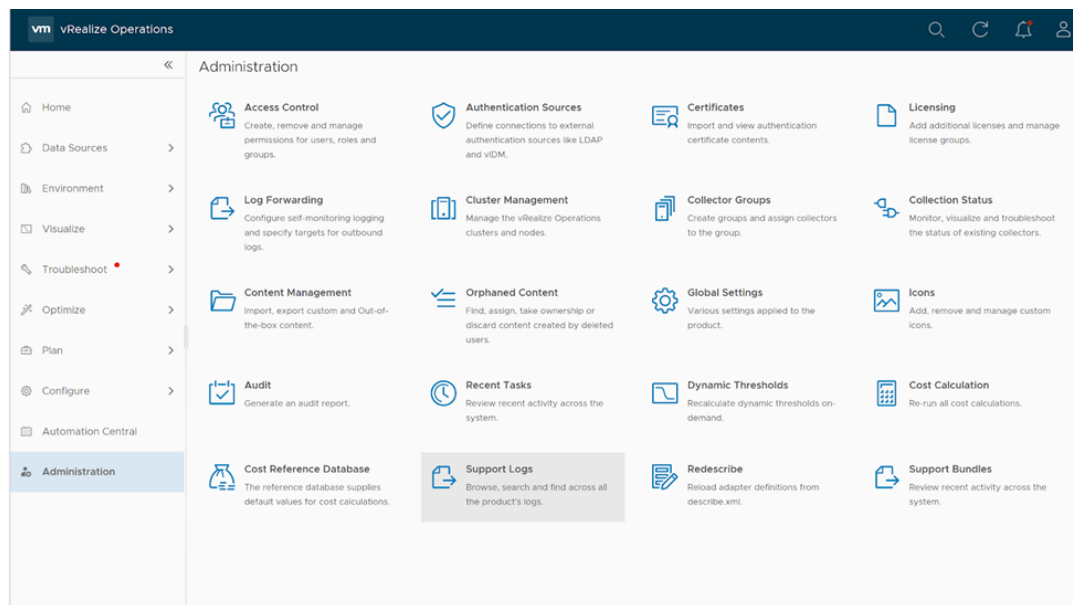 vm vRealize Operations
Administration
Home
Data Sources
Environment
Visualize
Troubleshoot
Optimize
Plan
Configure
Automation Central
Administration
Access Control
Create, remove and manage
permissions for users, roles and
groups.
Authentication Sources
Define connections to external
authentication sources like LDAP
and vIDM.
Certificates
Import and view authentication
certificate contents.
Licensing
Add additional licenses and manage
license groups.
Log Forwarding
Configure self-monitoring logging
and specify targets for outbound
logs.
Cluster Management
Manage the vRealize Operations
clusters and nodes.
Collector Groups
Create groups and assign collectors
to the group.
Collection Status
Monitor, visualize and troubleshoot
the status of existing collectors.
Content Management
Import, export custom and Out-of-
the-box content.
Orphaned Content
Find, assign, take ownership or
discard content created by deleted
users.
Global Settings
Various settings applied to the
product.
Icons
Add, remove and manage custom
icons.
Audit
Generate an audit report.
Recent Tasks
Review recent activity across the
system.
Dynamic Thresholds
Recalculate dynamic thresholds on-
demand.
Cost Calculation
Re-run all cost calculations.
Cost Reference Database
The reference database supplies
default values for cost calculations.
Support Logs
Browse, search and find across all
the product's logs.
Redescribe
Reload adapter definitions from
describe.xml.
Support Bundles
Review recent activity across the
system.